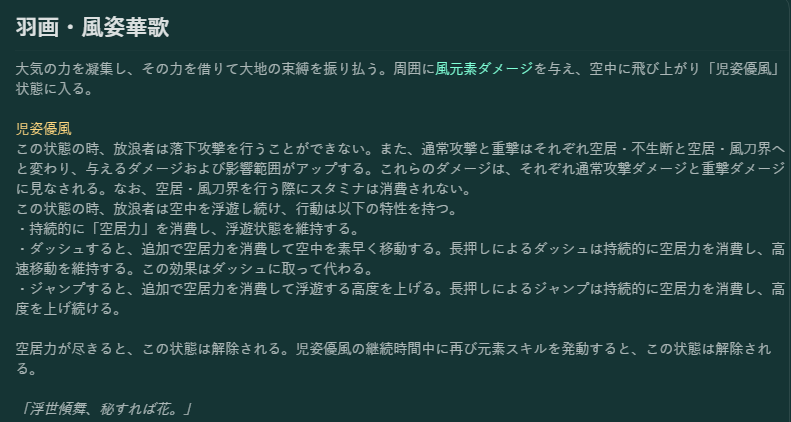 羽画・風姿華歌
大気の力を凝集し、その力を借りて大地の束縛を振り払う。周囲に風元素ダメージを与え、空中に飛び上がり「児姿優風」
状態に入る。
児姿優風
この状態の時、放浪者は落下攻撃を行うことができない。また、通常攻撃と重撃はそれぞれ空居・不生断と空居・風刀界へ
と変わり、与えるダメージおよび影響範囲がアップする。これらのダメージは、それぞれ通常攻撃ダメージと重撃ダメージ
に見なされる。なお、空居・風刀界を行う際にスタミナは消費されない。
この状態の時、放浪者は空中を浮遊し続け、行動は以下の特性を持つ。
・持続的に「空居力」を消費し、浮遊状態を維持する。
・ダッシュすると、追加で空居力を消費して空中を素早く移動する。長押しによるダッシュは持続的に空居力を消費し、高
速移動を維持する。この効果はダッシュに取って代わる。
・ジャンプすると、追加で空居力を消費して浮遊する高度を上げる。長押しによるジャンプは持続的に空居力を消費し、高
度を上げ続ける。
空居力が尽きると、この状態は解除される。児姿優風の継続時間中に再び元素スキルを発動すると、この状態は解除され
る。
「浮世傾舞、秘すれば花。」